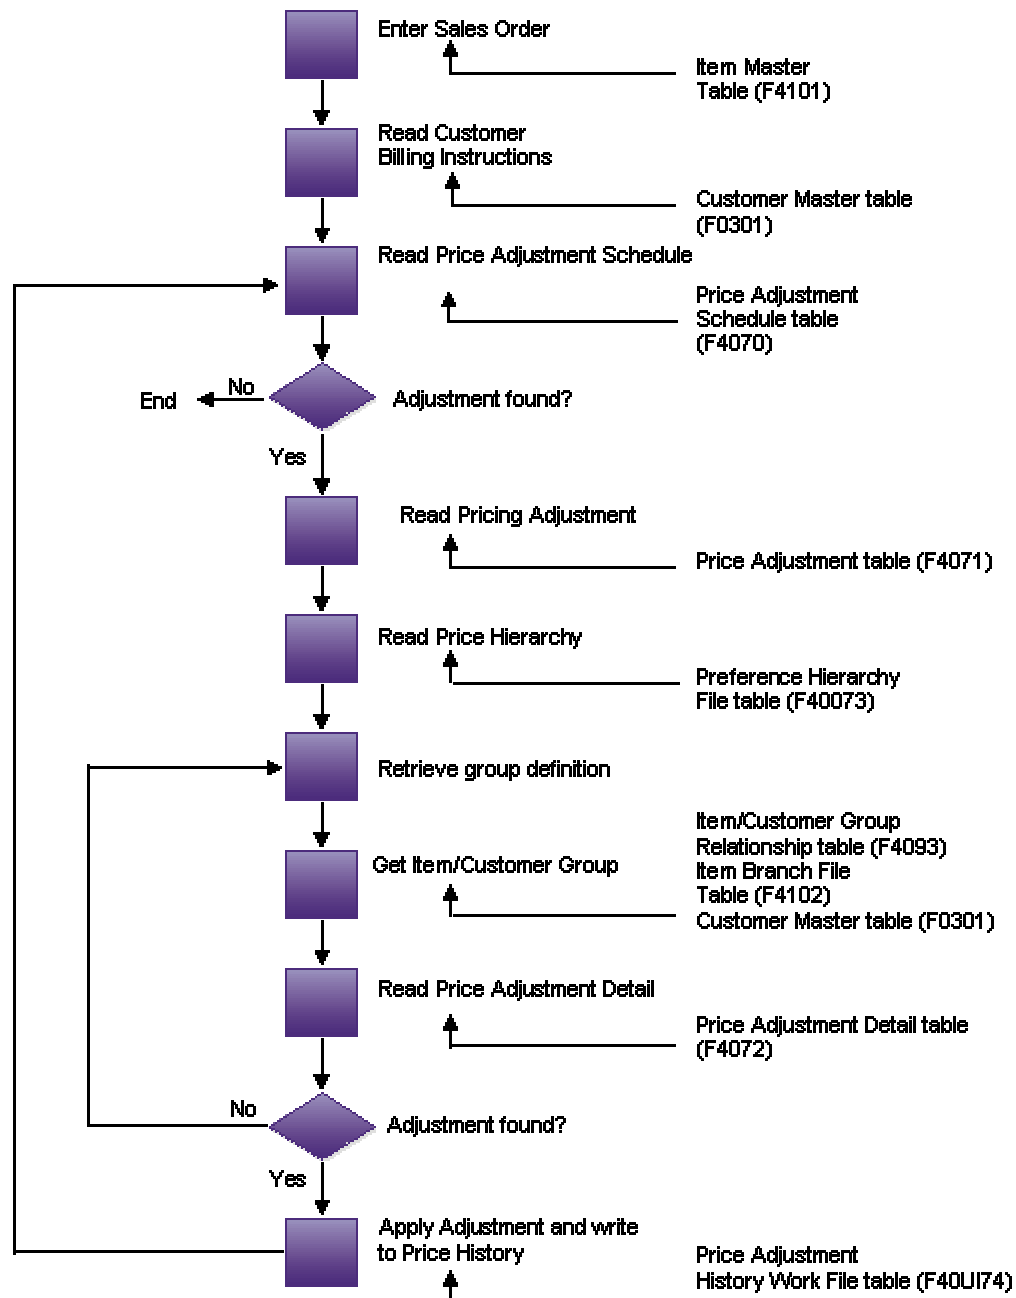 Enter Sales Order
Item Master
Table (F4101)
Read Customer
Billing Instructions
Customer Master table
(F0301)
Read Price Adjustment Schedule
Price Adjustment
Schedule table
(F4070)
No
End
Adjustment found?
Yes
Read Pricing Adjustment
Price Adjustment table (F4071)
Read Price Hierarchy
Preference Hierarchy
File table (F40073)
Retrieve group definition
Item/Customer Group
Relationship table (F4093)
Get Item/Customer Group
Item Branch File
Table (F4102)
Customer Master table (F0301)
Read Price Adjustment Detail
Price Adjustment Detail table
(F4072)
No
Adjustment found?
Yes
Apply Adjustment and write
to Price History
Price Adjustment
History Work File table (F40UI74)